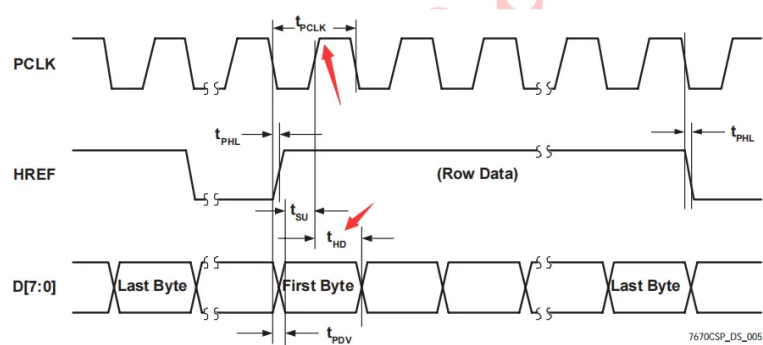 tPCLK
PCLK
tPHL
tPHL
HREF
(Row Data)
tSU
tHD
D[7:0]
Last Byte
First Byte
Last Byte
tPDV
7670CSP_DS_005